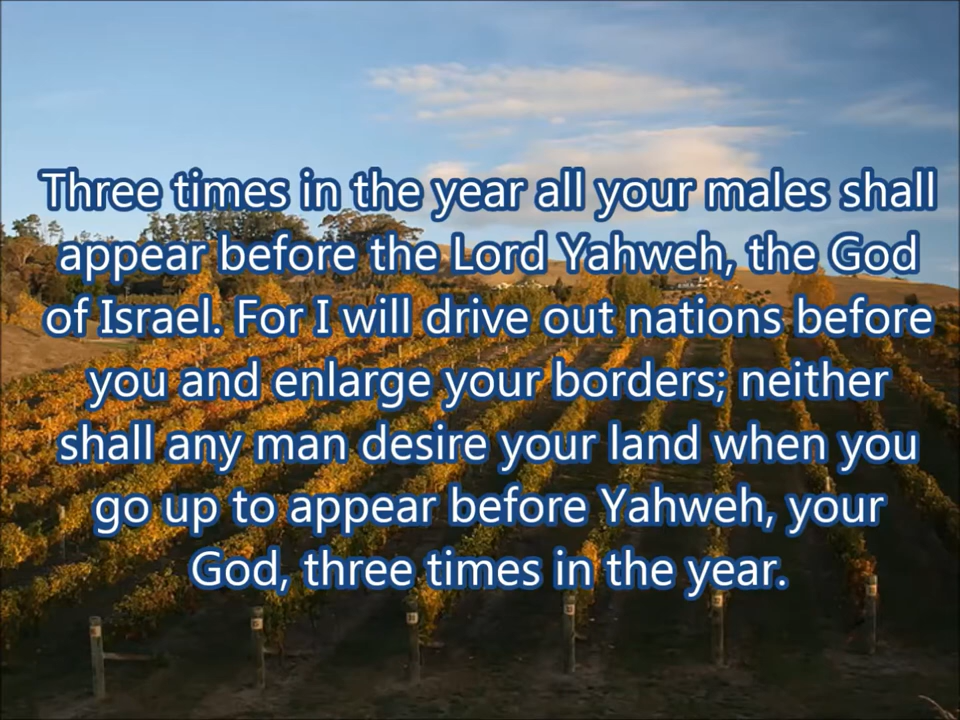 Three times in the year all your males shall
appear before the Lord Yahweh, the God
of Israel. For I will drive out nations before
you and enlarge your borders; neither
shall any man desire your land when you
go up to appear before Yahweh, your
God, three times in the year.